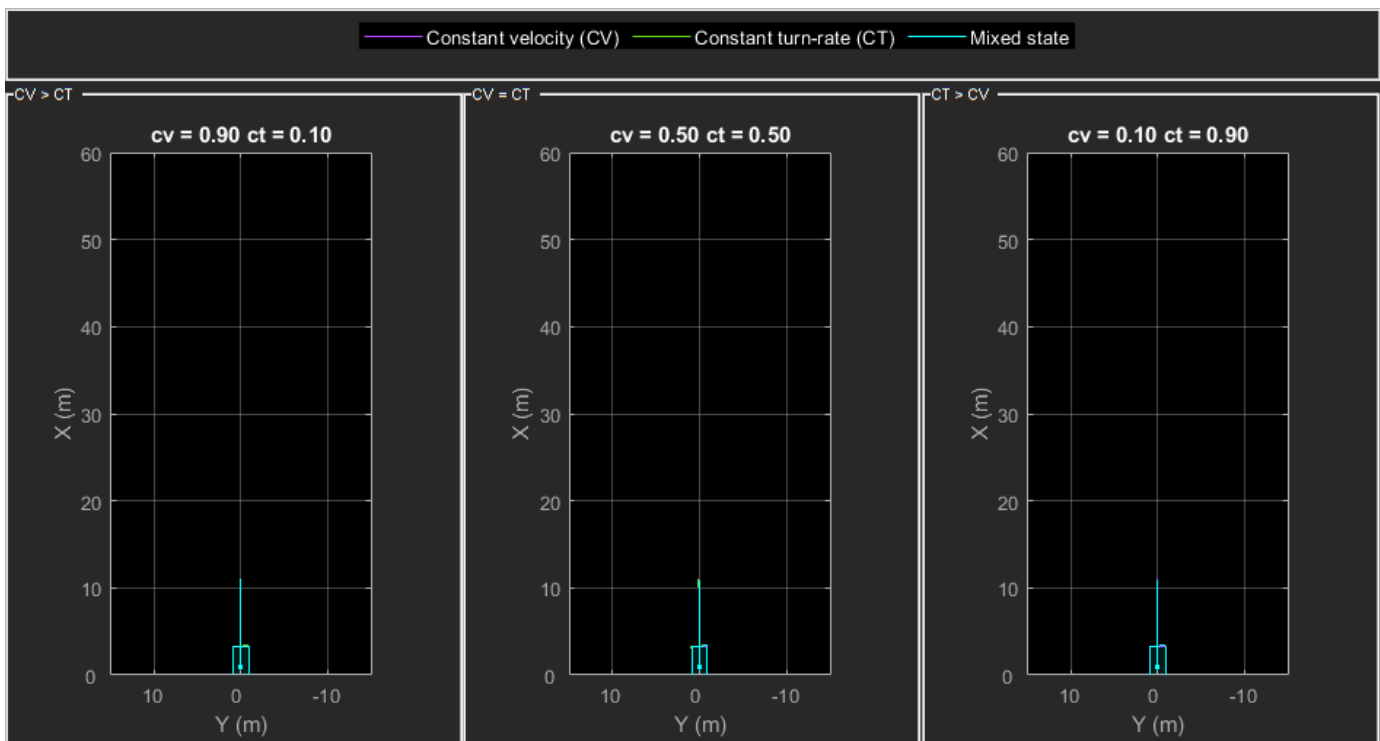 Constant velocity (CV) Constant turn-rate (CT) Mixed state
CV > CT
cv = 0.90 ct = 0.10
60
50
40
30
20
10
0
X (m)
10 0 -10
Y (m)
CV = CT
cv = 0.50 ct = 0.50
60
50
40
30
20
10
0
X (m)
10 0 -10
Y (m)
CT > CV
cv = 0.10 ct = 0.90
60
50
40
30
20
10
0
X (m)
10 0 -10
Y (m)